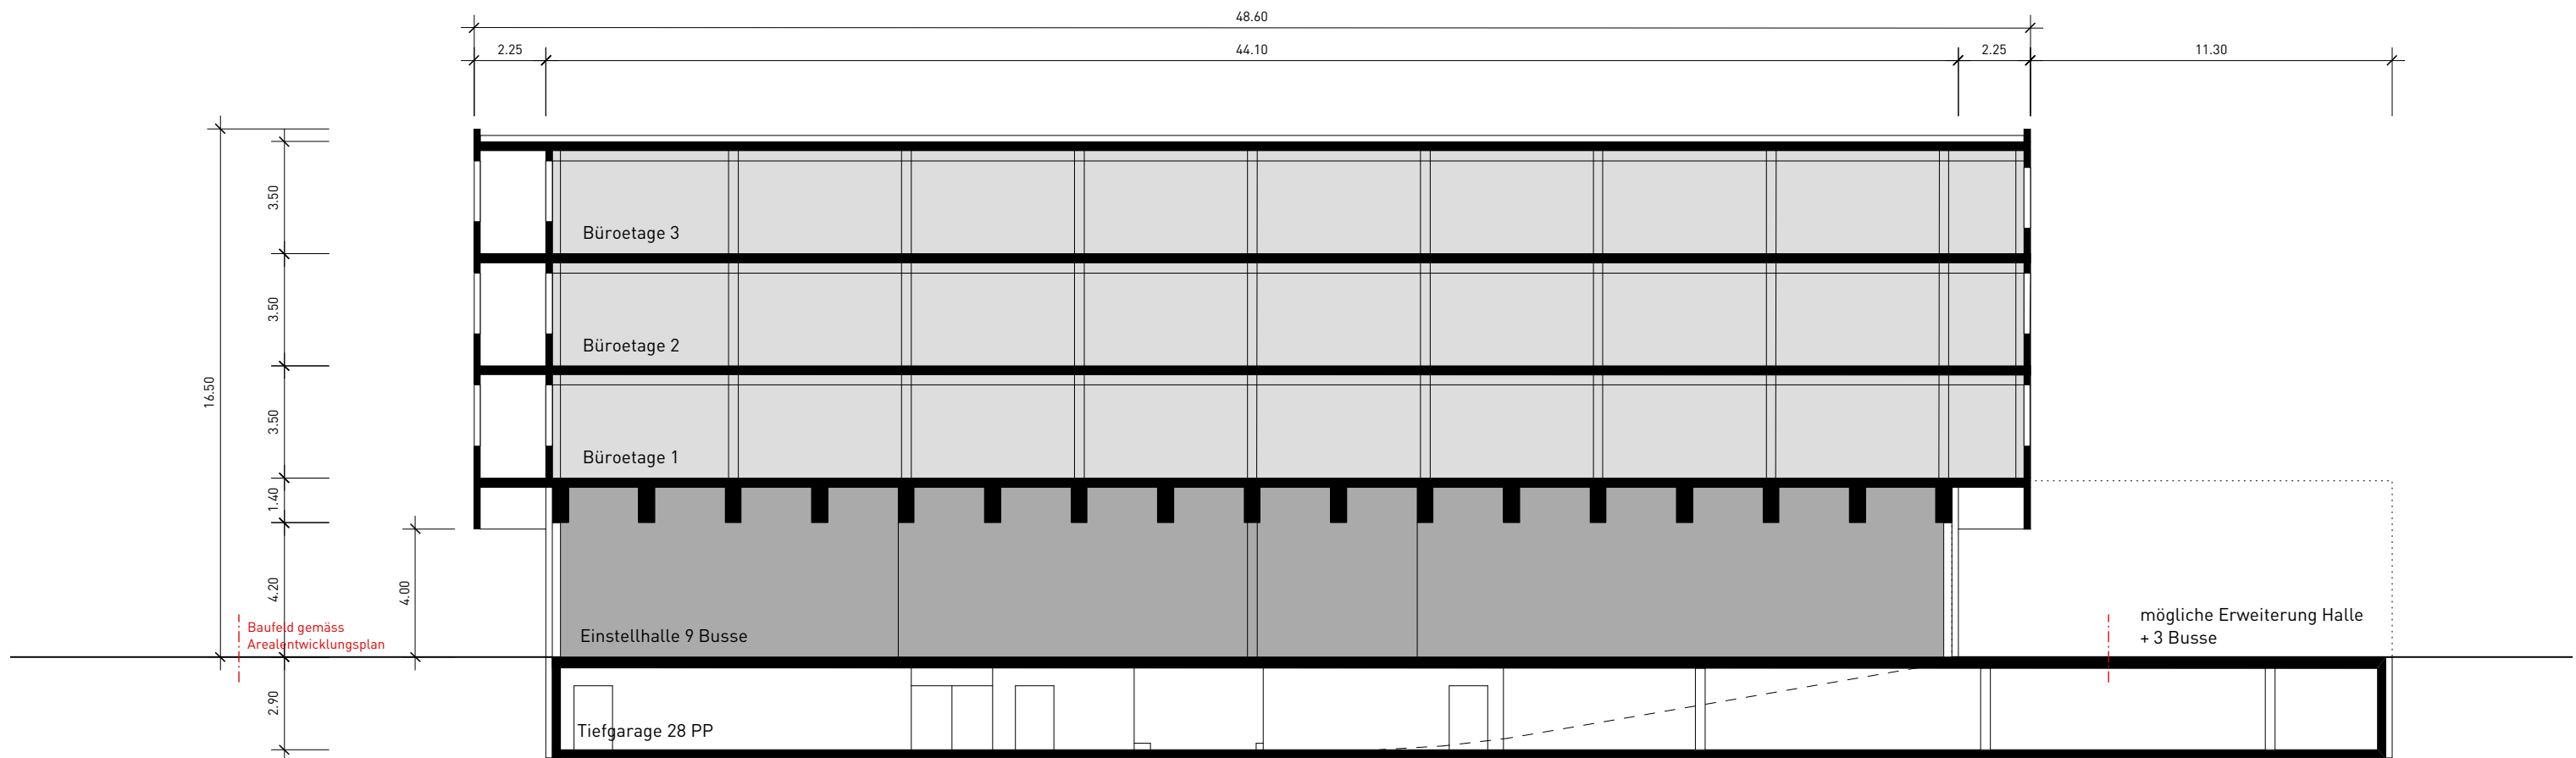 48.60
2.25
44.10
2.25
11.30
3.50
Büroetage 3
3.50
Büroetage 2
16.50
3.50
Büroetage 1
1.40
4.20
4.00
Baufeld gemäss
Arealentwicklungsplan
Einstellhalle 9 Busse
mögliche Erweiterung Halle
+ 3 Busse
2.90
Tiefgarage 28 PP